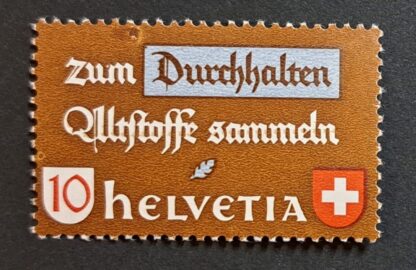 zum Durchhalten
Altstoffe sammeln
10 HELVETIA